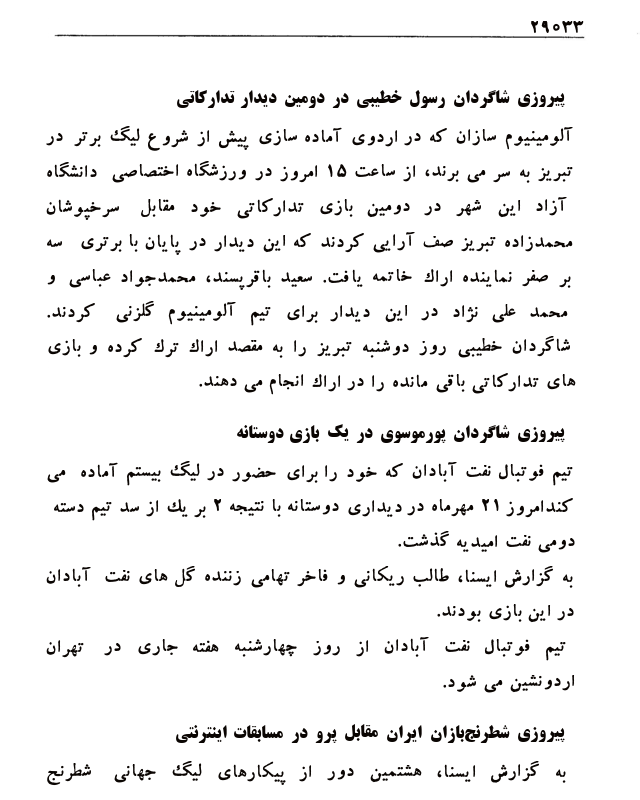 ۲۹۰۳۳
پیروزی شاگردان رسول خطیبی در دومین دیدار تدارکاتی
آلومینیوم سازان که در اردوی آماده سازی پیش از شروع لیگ برتر در
تبریز به سر می برند، از ساعت ۱۵ امروز در ورزشگاه اختصاصی دانشگاه
آزاد این شهر در دومین بازی تدارکاتی خود مقابل سرخپوشان
محمدزاده تبریز صف آرایی کردند که این دیدار در پایان با برتری سه
بر صفر نماینده اراك خاتمه یافت. سعید باقرپسند، محمدجواد عباسی و
محمد علی نژاد در این دیدار برای تیم آلومینیوم گلزنی کردند.
شاگردان خطیبی روز دوشنبه تبریز را به مقصد اراك ترك کرده و بازی
های تدارکاتی باقی مانده را در اراك انجام می دهند.
پیروزی شاگردان پورموسوی در یک بازی دوستانه
تیم فوتبال نفت آبادان که خود را برای حضور در لیگ بیستم آماده می
کندامروز ۲۱ مهرماه در دیداری دوستانه با نتیجه ۲ بر یك از سد تیم دسته
دومی نفت امیدیه گذشت.
به گزارش ایسنا، طالب ریکانی و فاخر تهامی زننده گل های نفت آبادان
در این بازی بودند.
تیم فوتبال نفت آبادان از روز چهارشنبه هفته جاری در تهران
اردونشین می شود.
پیروزی شطرنج‌بازان ایران مقابل پرو در مسابقات اینترنتی
به گزارش ایسنا، هشتمین دور از پیکارهای لیگ جهانی شطرنج